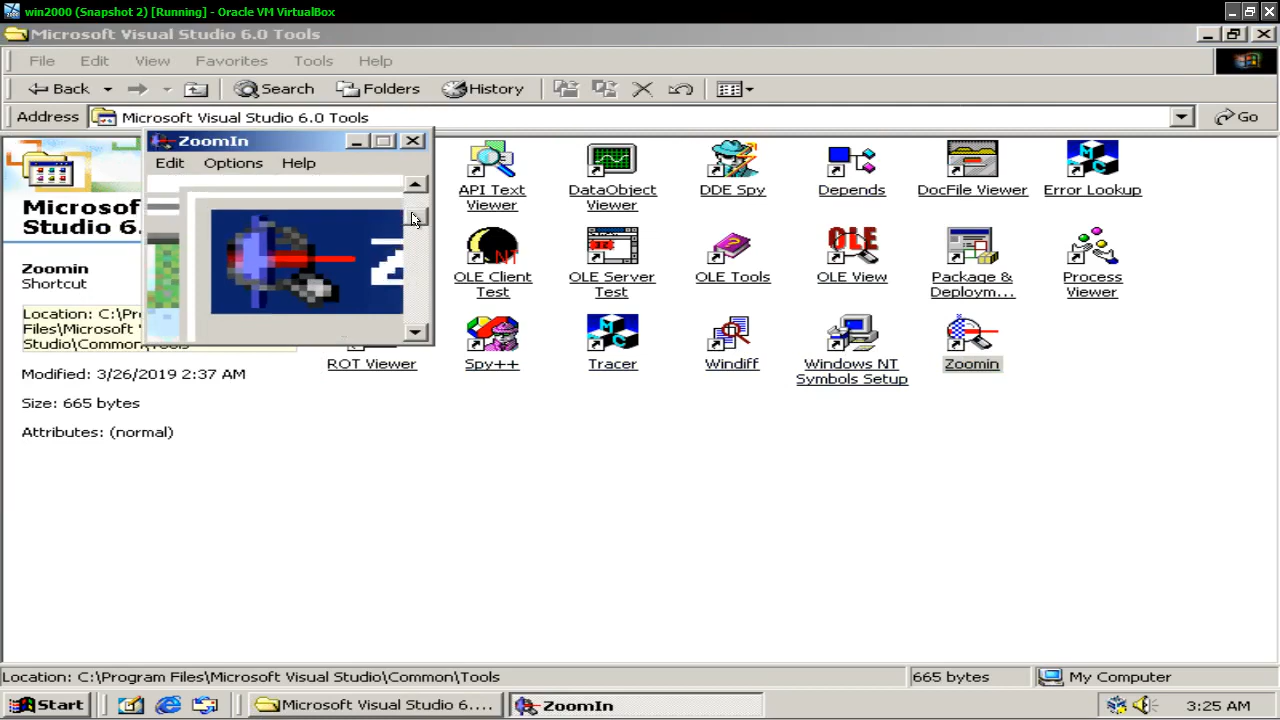 win2000 (Snapshot 2) [Running] - Oracle VM VirtualBox
Microsoft Visual Studio 6.0 Tools
File Edit View Favorites Tools Help
Back Search Folders History
Address Microsoft Visual Studio 6.0 Tools Go
ZoomIn
Edit Options Help
Microsof
Studio 6.
Zoomin
Shortcut
Location: C:\Pr
Files\Microsoft
Studio\Common\Tools
Modified: 3/26/2019 2:37 AM
Size: 665 bytes
Attributes: (normal)
API Text
Viewer
DataObject
Viewer
DDE Spy
Depends
DocFile Viewer
Error Lookup
OLE Client
Test
OLE Server
Test
OLE Tools
OLE View
Package &
Deploym...
Process
Viewer
ROT Viewer
Spy++
Tracer
Windiff
Windows NT
Symbols Setup
Zoomin
Location: C:\Program Files\Microsoft Visual Studio\Common\Tools 665 bytes My Computer
Start Microsoft Visual Studio 6.... ZoomIn 3:25 AM